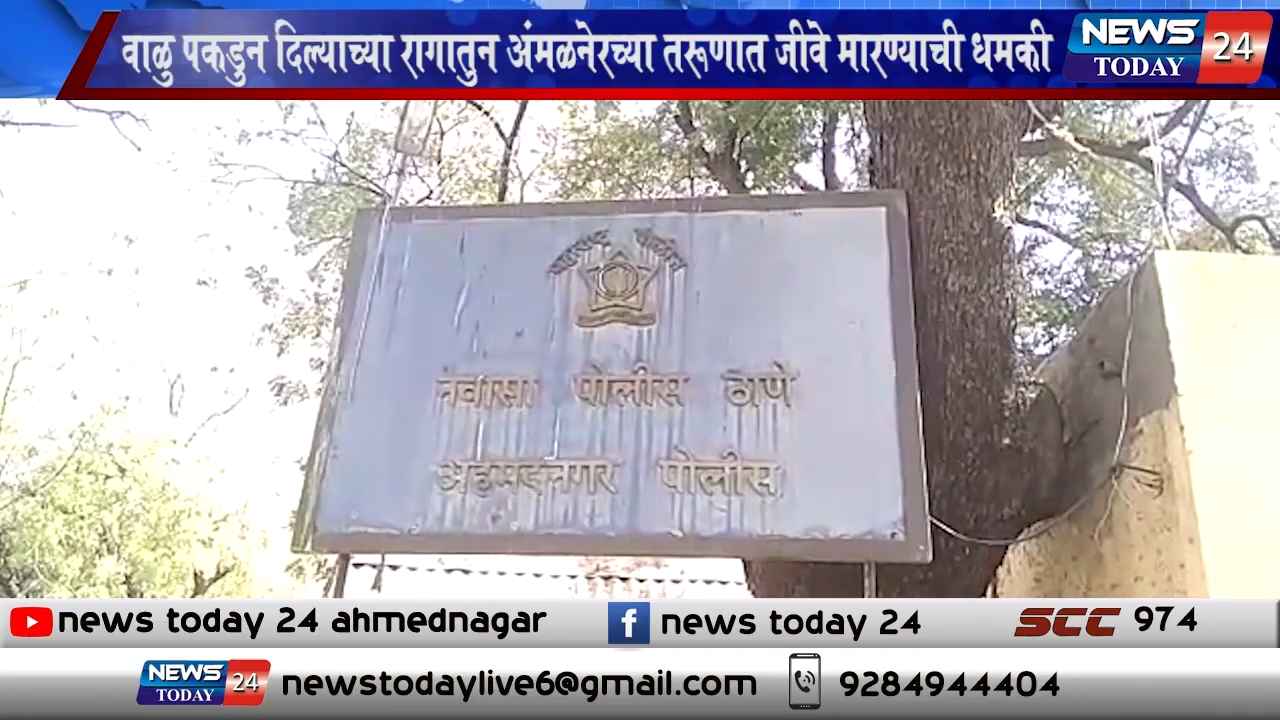 वाळु पकडुन दिल्याच्या रागातुन अंमळनेरच्या तरूणात जीवे मारण्याची धमकी
NEWS
TODAY
24
महाराष्ट्र पोलीस
नेवासा पोलीस ठाणे
अहमदनगर पोलीस
news today 24 ahmednagar
f news today 24
SCC 974
NEWS
TODAY
24
newstodaylive6@gmail.com
9284944404